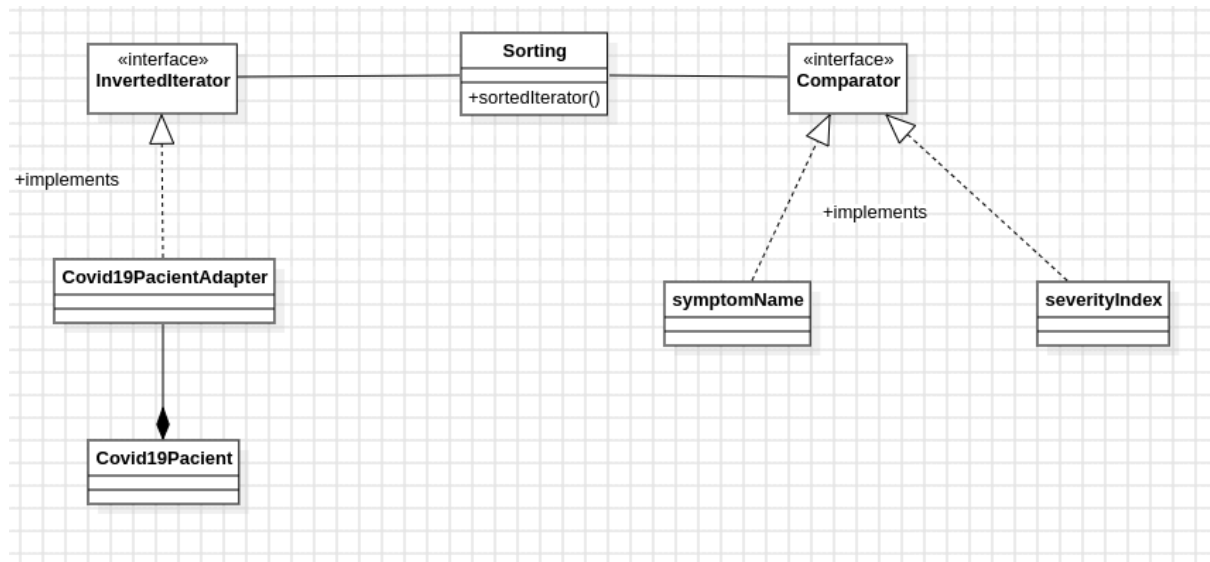 «interface»
InvertedIterator
Sorting
+sortedIterator()
«interface»
Comparator
+implements
+implements
Covid19PacientAdapter
symptomName
severityIndex
Covid19Pacient